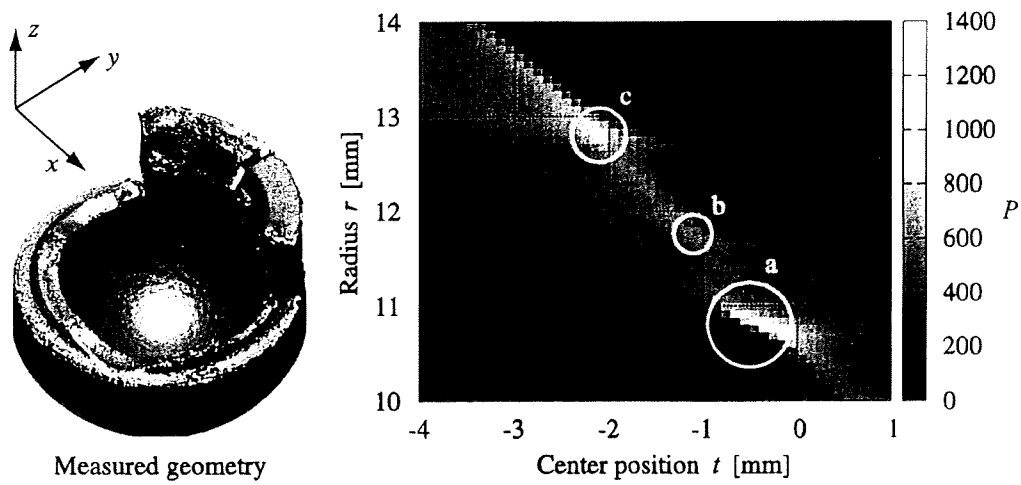 z
y
x
Measured geometry
14
13
12
11
10
Radius r [mm]
-4 -3 -2 -1 0 1
Center position t [mm]
c
b
a
1400
1200
1000
800
600
400
200
0
P